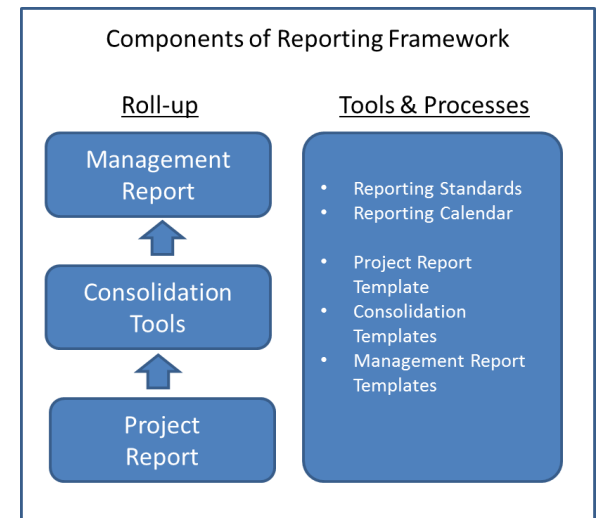 Components of Reporting Framework
Roll-up
Management
Report
Consolidation
Tools
Project
Report
Tools & Processes
• Reporting Standards
• Reporting Calendar
• Project Report
Template
• Consolidation
Templates
• Management Report
Templates